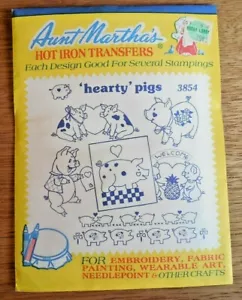 Aunt Martha's®
HOT IRON TRANSFERS
Each Design Good For Several Stampings
'hearty' pigs
3854
WELCOME
FOR EMBROIDERY, FABRIC
PAINTING, WEARABLE ART,
NEEDLEPOINT & OTHER CRAFTS